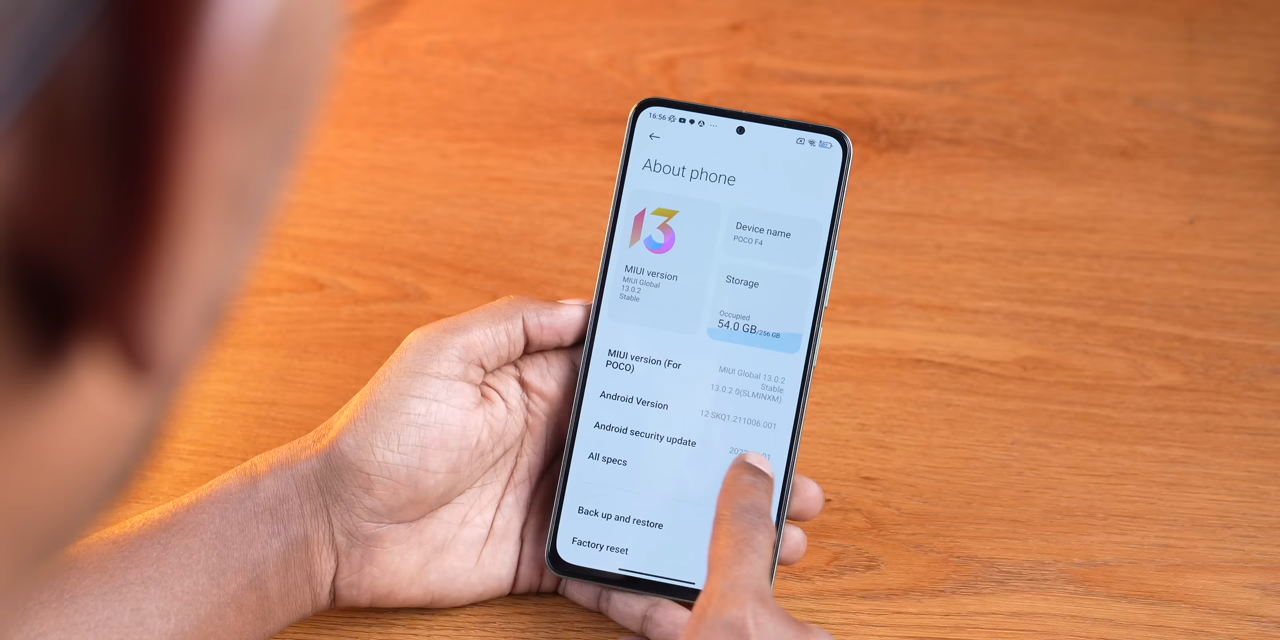 16:56
About phone
13
MIUI version
MIUI Global
13.0.2
Stable
Device name
POCO F4
Storage
Occupied
54.0 GB/256 GB
MIUI version (For
POCO)
MIUI Global 13.0.2
Stable
13.0.2.0(SLMINXM)
Android Version
12 SKQ1.211006.001
Android security update
All specs
Back up and restore
Factory reset